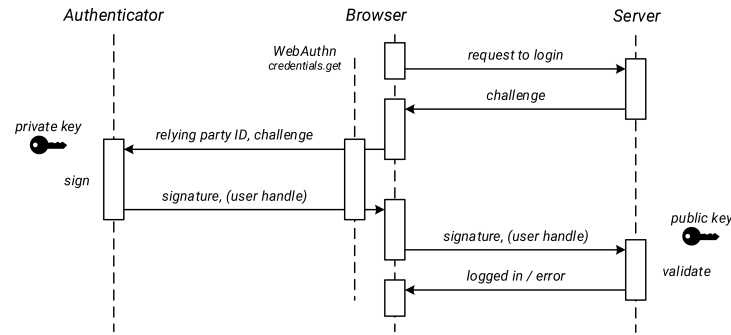 Authenticator
Browser
Server
WebAuthn
credentials.get
request to login
challenge
private key
relying party ID, challenge
sign
signature, (user handle)
public key
signature, (user handle)
validate
logged in / error